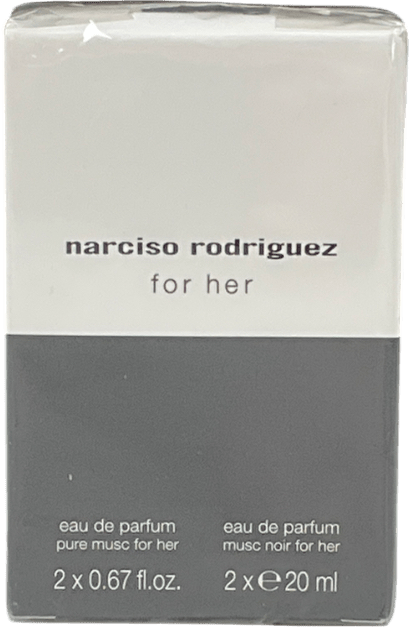 narciso rodriguez
for her
eau de parfum
pure musc for her
2 x 0.67 fl.oz.
eau de parfum
musc noir for her
2 x ℮ 20 ml